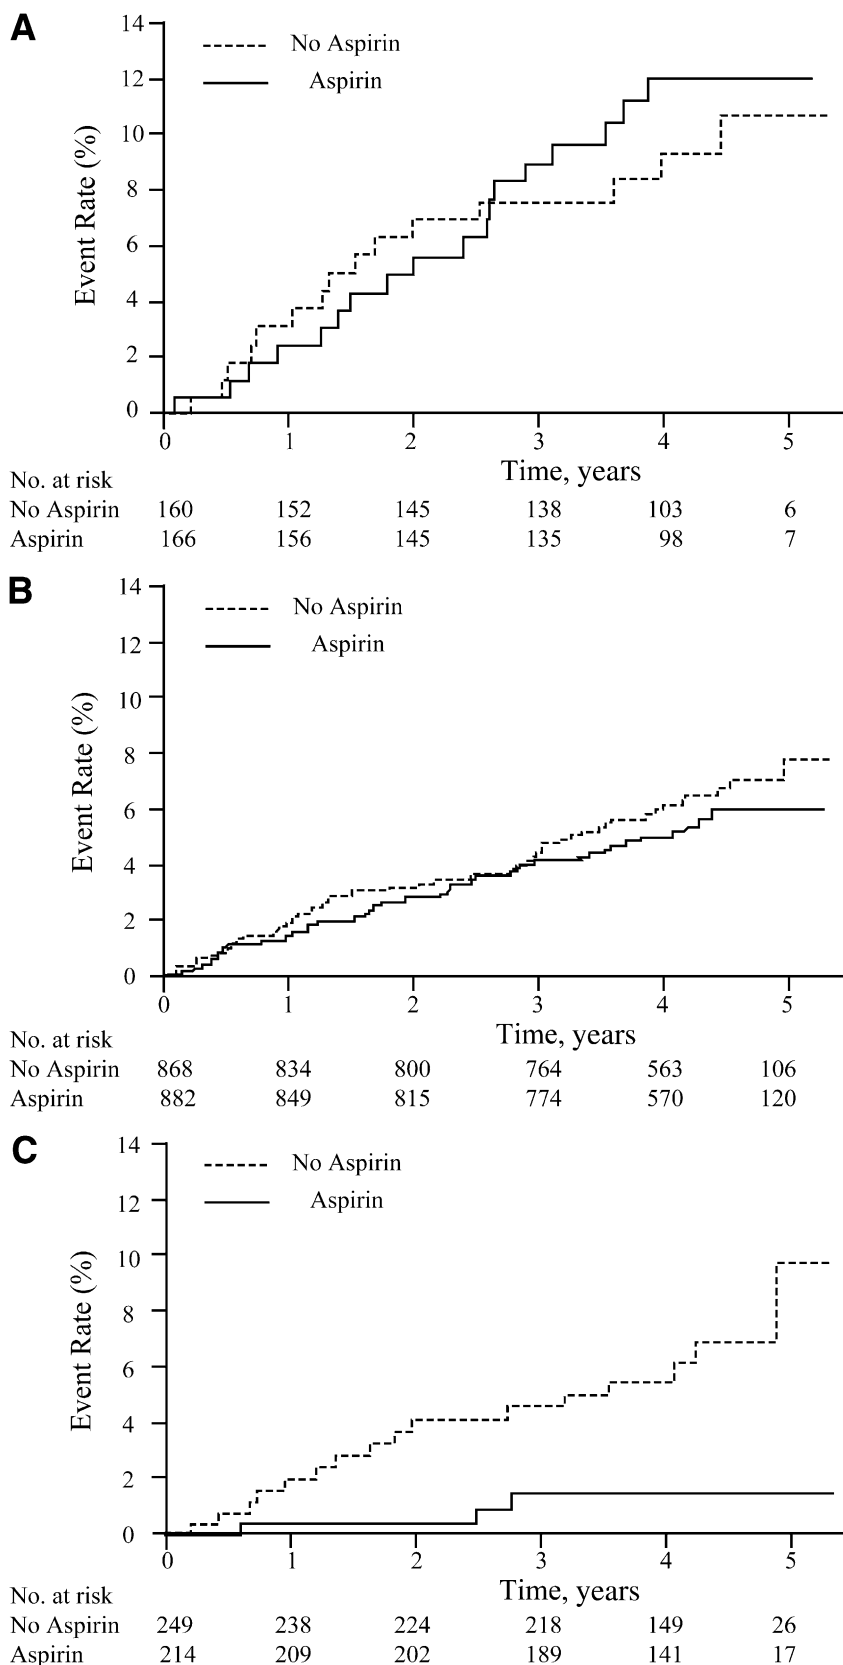 A
14
No Aspirin
12
Aspirin
10
8
6
4
2
0
Event Rate (%)
0 1 2 3 4 5
Time, years
No. at risk
No Aspirin 160 152 145 138 103 6
Aspirin 166 156 145 135 98 7
B
14
No Aspirin
12
Aspirin
10
8
6
4
2
0
Event Rate (%)
0 1 2 3 4 5
Time, years
No. at risk
No Aspirin 868 834 800 764 563 106
Aspirin 882 849 815 774 570 120
C
14
No Aspirin
12
Aspirin
10
8
6
4
2
0
Event Rate (%)
0 1 2 3 4 5
Time, years
No. at risk
No Aspirin 249 238 224 218 149 26
Aspirin 214 209 202 189 141 17